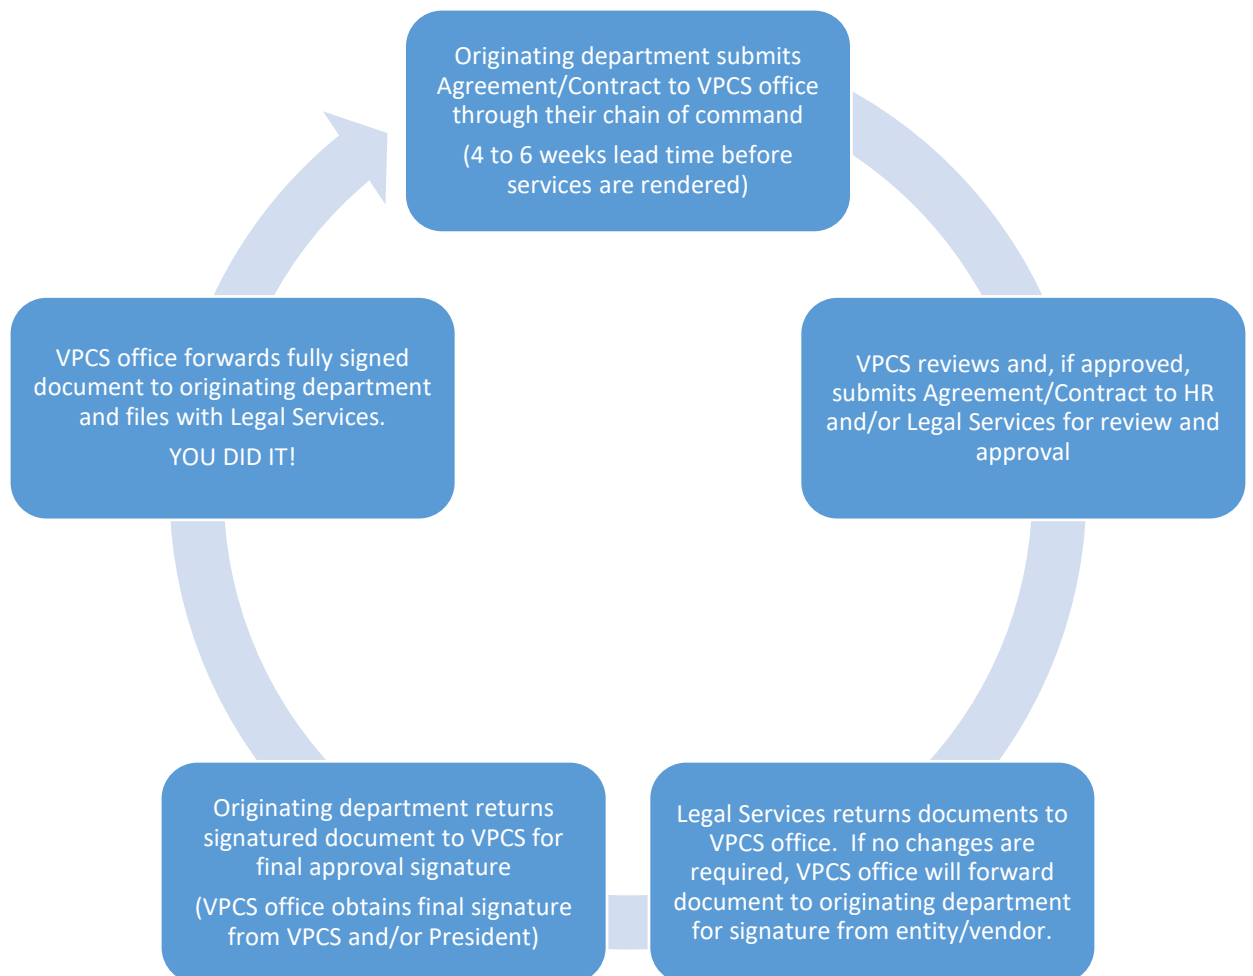 Originating department submits
Agreement/Contract to VPCS office
through their chain of command
(4 to 6 weeks lead time before
services are rendered)
VPCS reviews and, if approved,
submits Agreement/Contract to HR
and/or Legal Services for review and
approval
Legal Services returns documents to
VPCS office.  If no changes are
required, VPCS office will forward
document to originating department
for signature from entity/vendor.
Originating department returns
signatured document to VPCS for
final approval signature
(VPCS office obtains final signature
from VPCS and/or President)
VPCS office forwards fully signed
document to originating department
and files with Legal Services.
YOU DID IT!